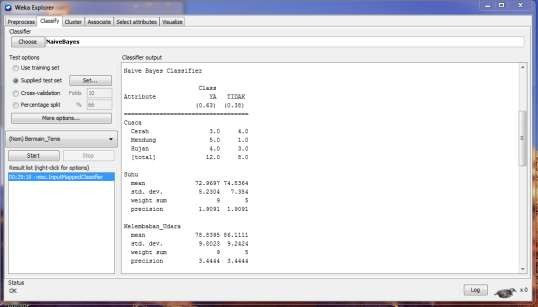 Weka Explorer
Preprocess Classify Cluster Associate Select attributes Visualize
Classifier
Choose NaiveBayes
Test options
Use training set
Supplied test set Set...
Cross-validation Folds 10
Percentage split % 66
More options...
(Nom) Bermain_Tenis
Start Stop
Result list (right-click for options)
misc.InputMappedClassifier
Classifier output
Naive Bayes Classifier
Class
Attribute YA TIDAK
(0.63) (0.38)
Cuaca
Cerah 3.0 4.0
Mendung 5.0 1.0
Hujan 4.0 3.0
[total] 12.0 8.0
Suhu
mean 72.9697 74.8364
std. dev. 5.2304 7.384
weight sum 9 5
precision 1.9091 1.9091
Kelembaban_Udara
mean 78.8395 86.1111
std. dev. 9.8023 9.2424
weight sum 9 5
precision 3.4444 3.4444
Status
OK
Log x 0